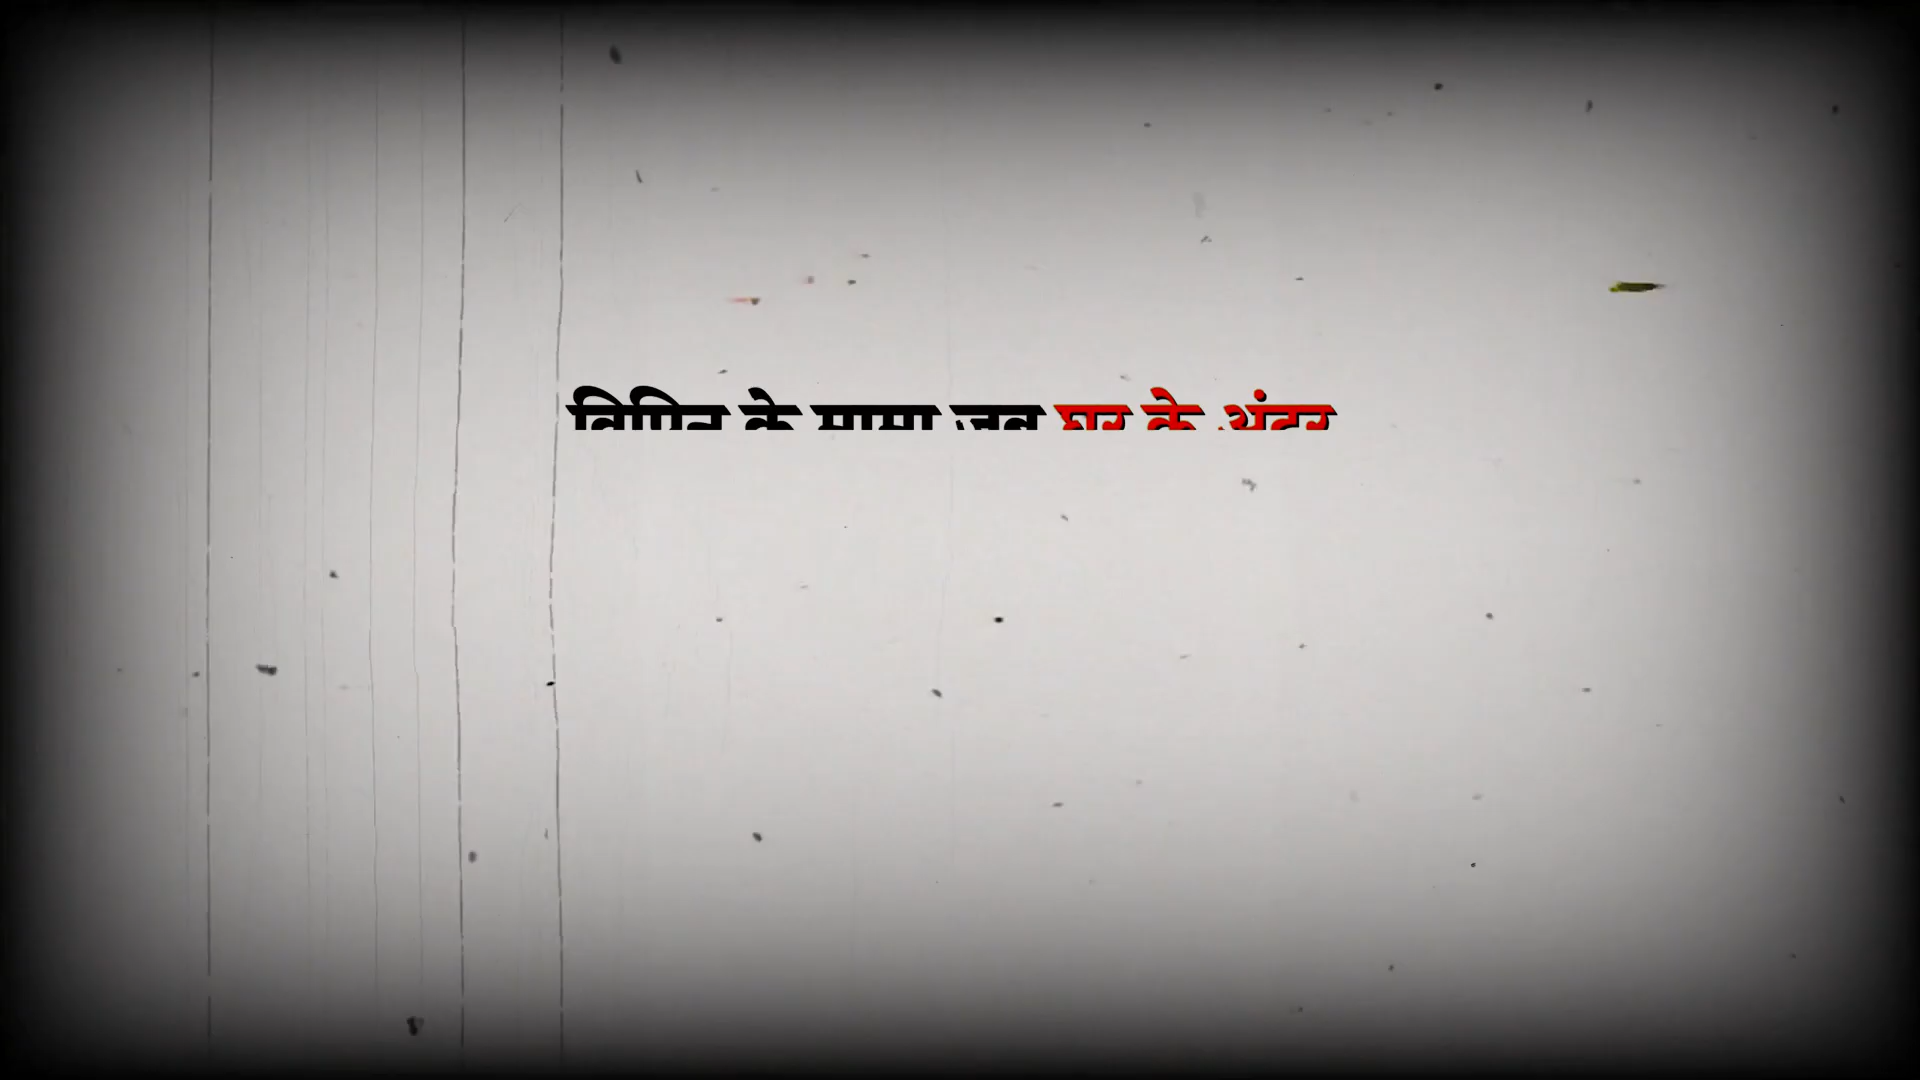 विपिन के मामा जब घर के अंदर